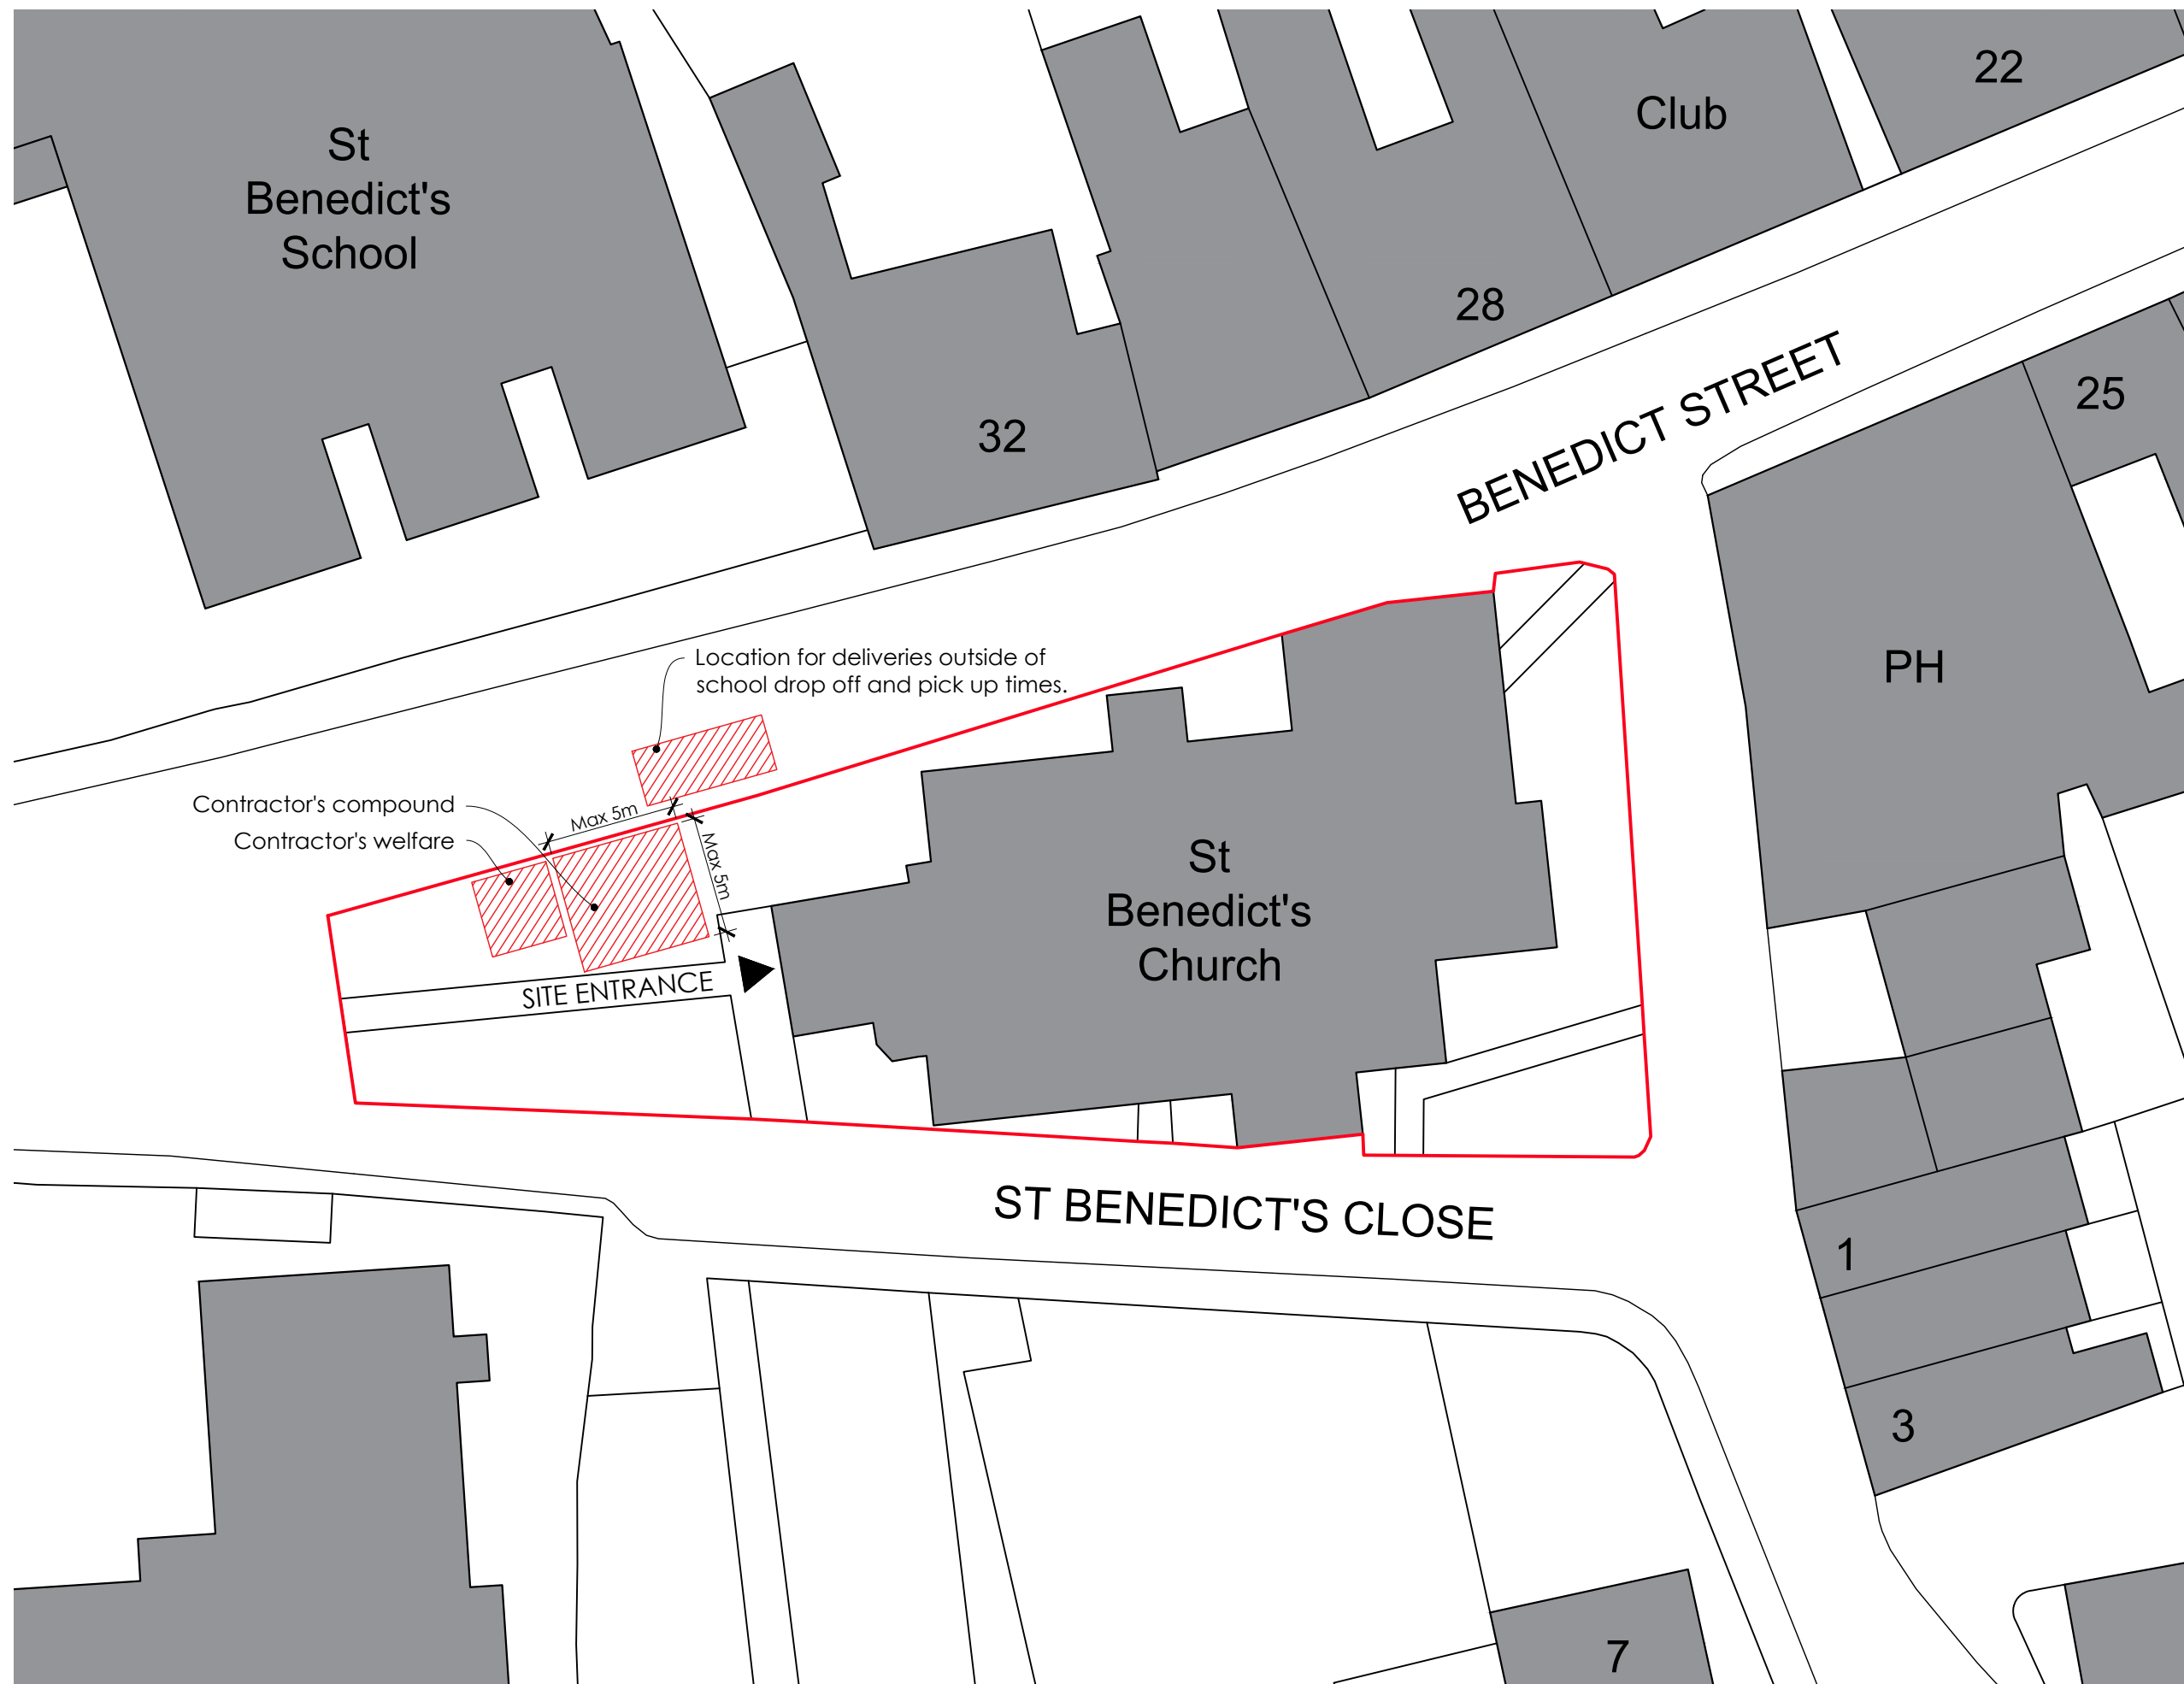 22
Club
St
Benedict's
School
28
BENEDICT STREET
25
32
Location for deliveries outside of
school drop off and pick up times.
PH
Contractor's compound
Max 5m
Contractor's welfare
Max 5m
St
Benedict's
Church
SITE ENTRANCE
ST BENEDICT'S CLOSE
1
3
7